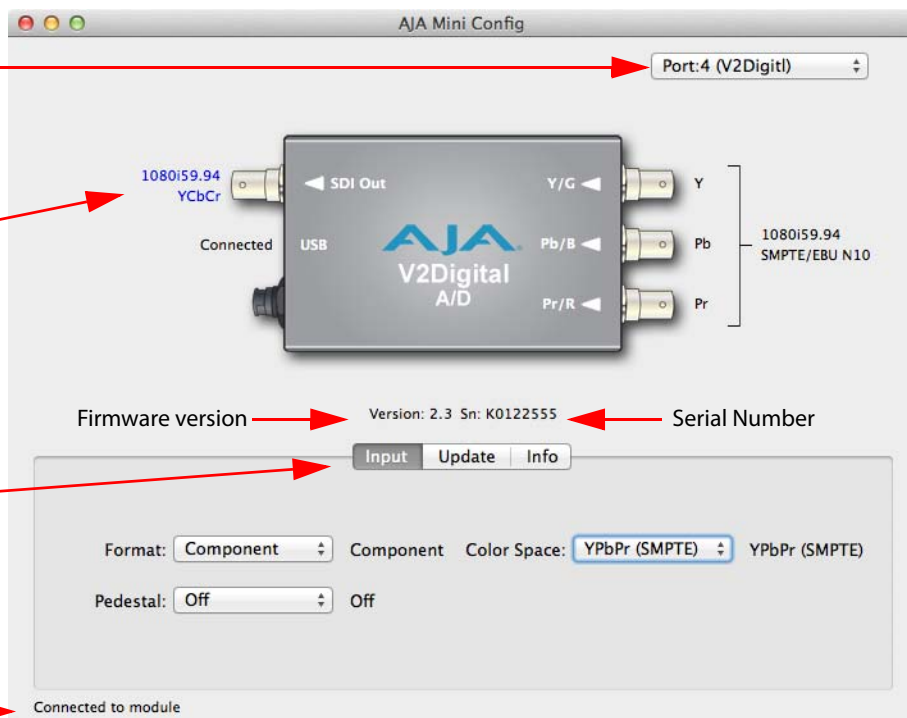 AJA Mini Config
Port:4 (V2Digitl)
1080i59.94
YCbCr
SDI Out
Y/G
Y
Connected
USB
AJA
Pb/B
Pb
1080i59.94
SMPTE/EBU N10
V2Digital
A/D
Pr/R
Pr
Firmware version
Version: 2.3 Sn: K0122555
Serial Number
Input Update Info
Format: Component Component Color Space: YPbPr (SMPTE) YPbPr (SMPTE)
Pedestal: Off Off
Connected to module